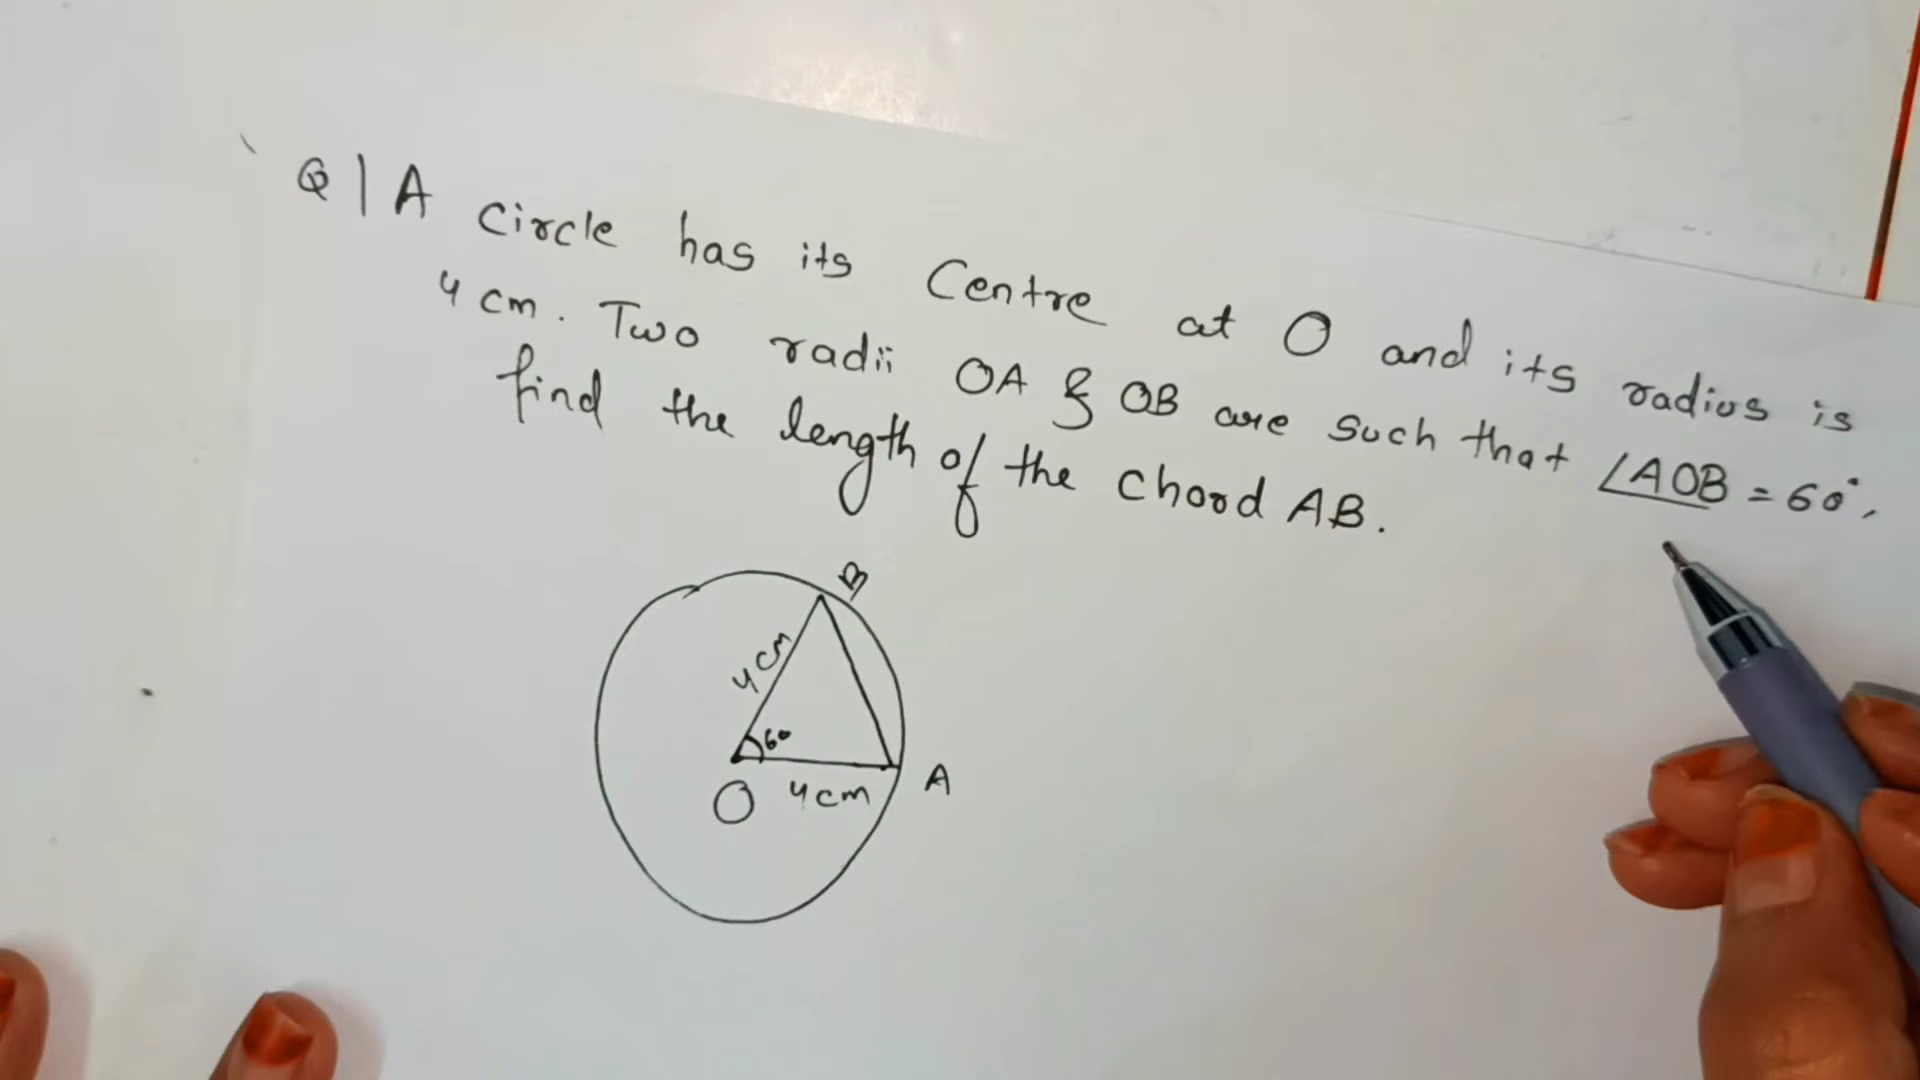 Q| A circle has its Centre at O and its radius is
4 cm. Two radii OA & OB are such that ∠AOB = 60°.
find the length of the chord AB.
B
4cm
60
O
4cm
A